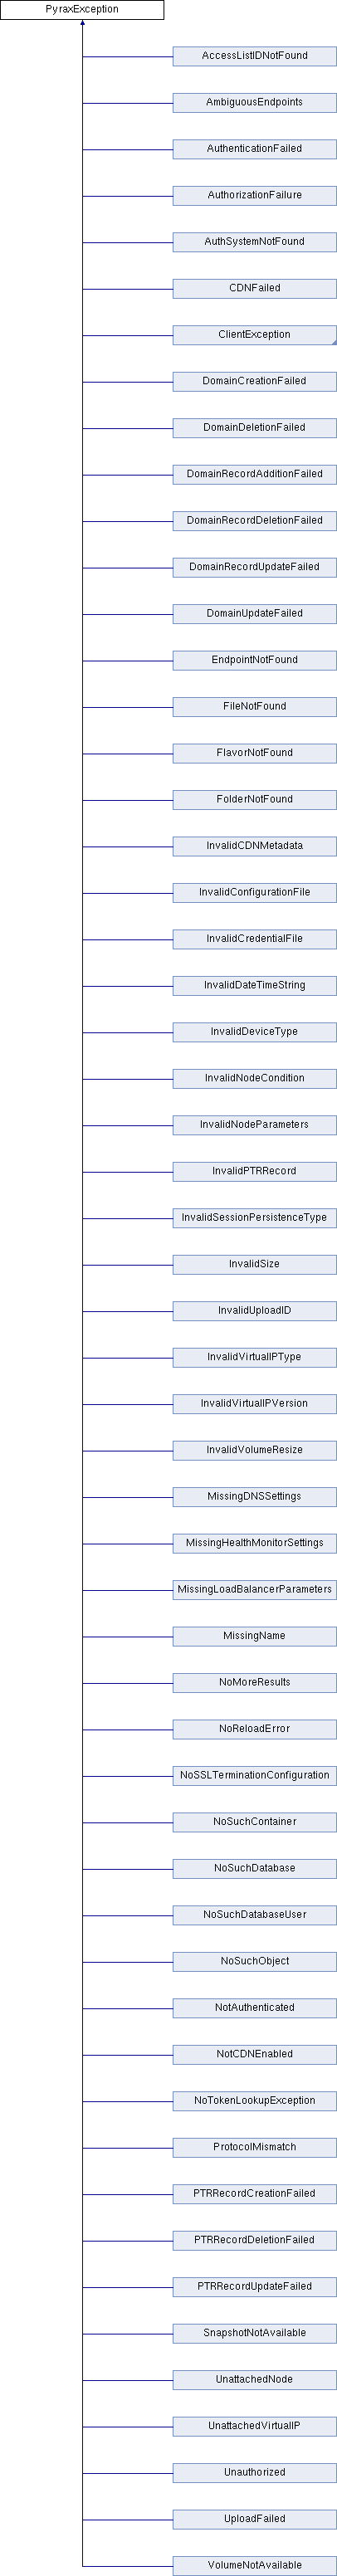 PyraxException
AccessListIDNotFound
AmbiguousEndpoints
AuthenticationFailed
AuthorizationFailure
AuthSystemNotFound
CDNFailed
ClientException
DomainCreationFailed
DomainDeletionFailed
DomainRecordAdditionFailed
DomainRecordDeletionFailed
DomainRecordUpdateFailed
DomainUpdateFailed
EndpointNotFound
FileNotFound
FlavorNotFound
FolderNotFound
InvalidCDNMetadata
InvalidConfigurationFile
InvalidCredentialFile
InvalidDateTimeString
InvalidDeviceType
InvalidNodeCondition
InvalidNodeParameters
InvalidPTRRecord
InvalidSessionPersistenceType
InvalidSize
InvalidUploadID
InvalidVirtualIPType
InvalidVirtualIPVersion
InvalidVolumeResize
MissingDNSSettings
MissingHealthMonitorSettings
MissingLoadBalancerParameters
MissingName
NoMoreResults
NoReloadError
NoSSLTerminationConfiguration
NoSuchContainer
NoSuchDatabase
NoSuchDatabaseUser
NoSuchObject
NotAuthenticated
NotCDNEnabled
NoTokenLookupException
ProtocolMismatch
PTRRecordCreationFailed
PTRRecordDeletionFailed
PTRRecordUpdateFailed
SnapshotNotAvailable
UnattachedNode
UnattachedVirtualIP
Unauthorized
UploadFailed
VolumeNotAvailable